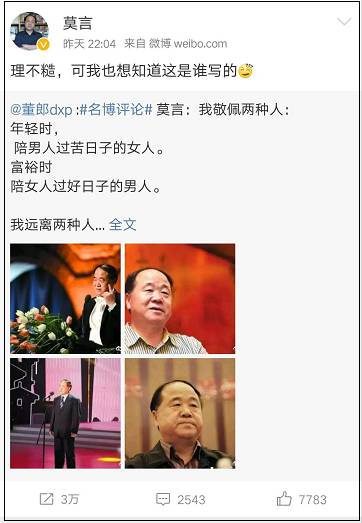 莫言
昨天 22:04 来自 微博 weibo.com
理不糙，可我也想知道这是谁写的
@董郎dxp :#名博评论# 莫言：我敬佩两种人：
年轻时，
陪男人过苦日子的女人。
富裕时
陪女人过好日子的男人。
我远离两种人... 全文
3万
2543
7783